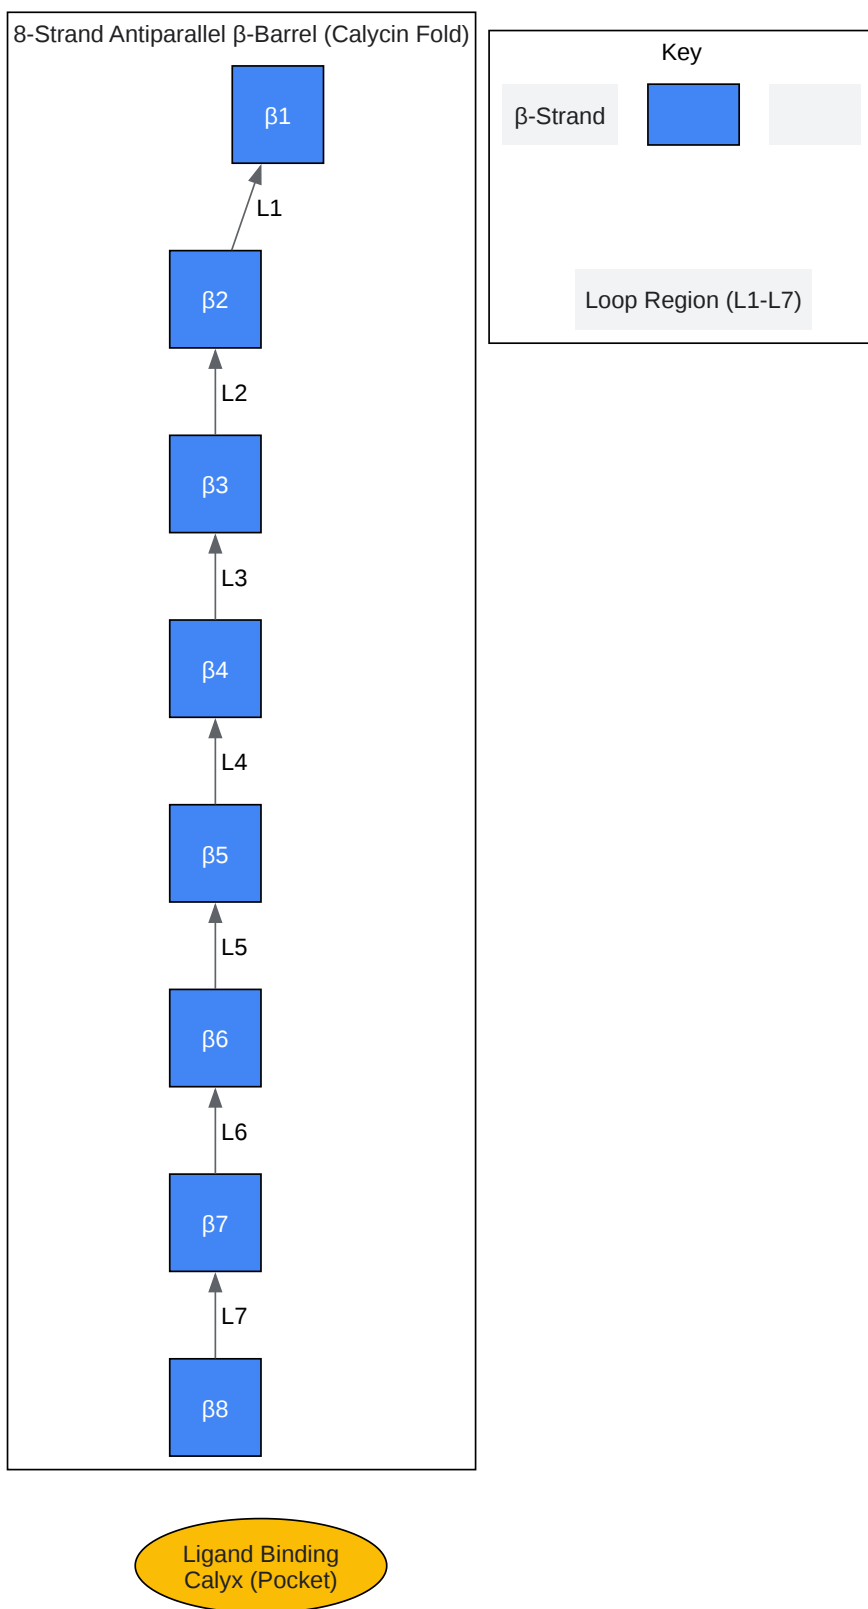 8-Strand Antiparallel β-Barrel (Calycin Fold)
β1
L1
β2
L2
β3
L3
β4
L4
β5
L5
β6
L6
β7
L7
β8
Ligand Binding
Calyx (Pocket)
Key
β-Strand
Loop Region (L1-L7)